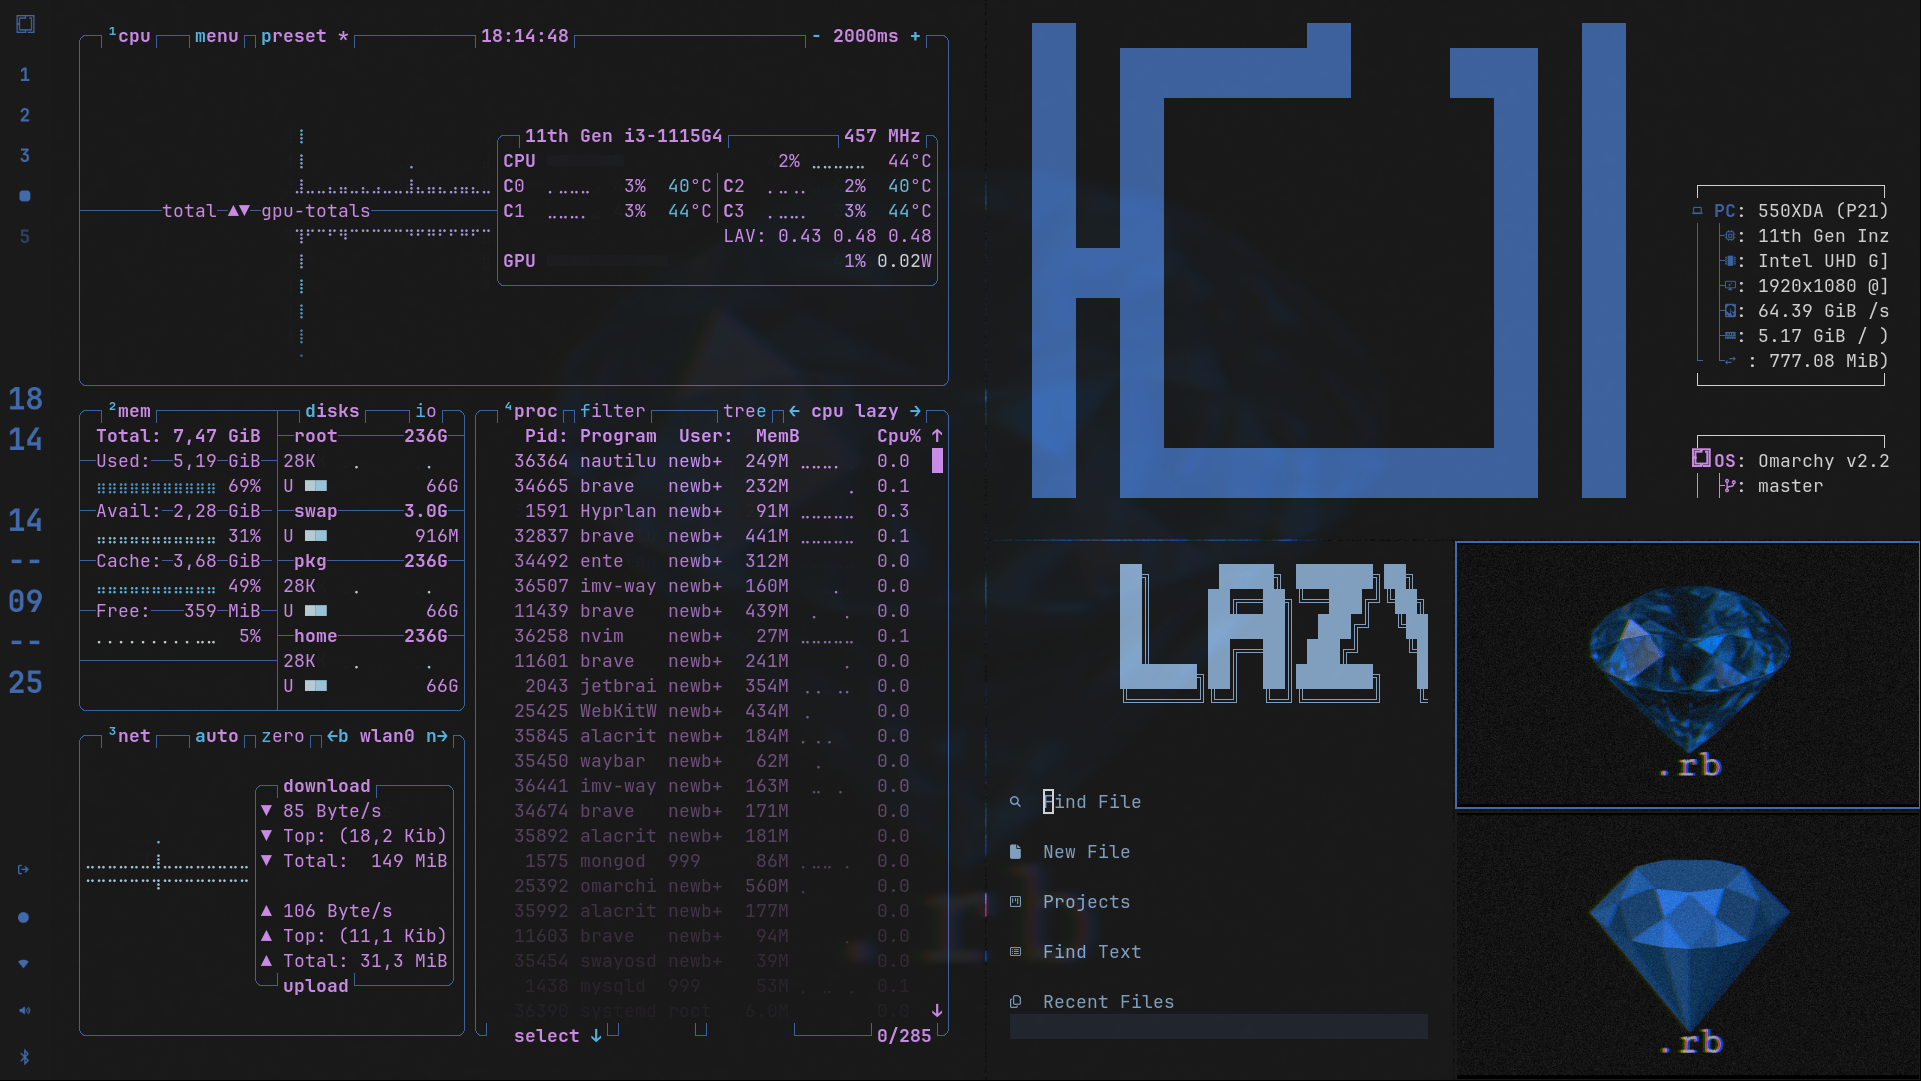 1
2
3
5
18
14
14
--
09
--
25
1cpu menu preset * 18:14:48 - 2000ms +
11th Gen i3-1115G4 457 MHz
CPU 2% 44°C
C0 3% 40°C C2 2% 40°C
C1 3% 44°C C3 3% 44°C
LAV: 0.43 0.48 0.48
GPU 1% 0.02W
total ▲▼ gpu-totals
2mem disks io
Total: 7,47 GiB
Used: 5,19 GiB
69%
Avail: 2,28 GiB
31%
Cache: 3,68 GiB
49%
Free: 359 MiB
5%
root 236G
28K
U 66G
swap 3.0G
U 916M
pkg 236G
28K
U 66G
home 236G
28K
U 66G
3net auto zero ←b wlan0 n→
download
▼ 85 Byte/s
▼ Top: (18,2 Kib)
▼ Total: 149 MiB
▲ 106 Byte/s
▲ Top: (11,1 Kib)
▲ Total: 31,3 MiB
upload
4proc filter tree ← cpu lazy →
Pid: Program User: MemB Cpu% ↑
36364 nautilu newb+ 249M 0.0
34665 brave newb+ 232M 0.1
1591 Hyprlan newb+ 91M 0.3
32837 brave newb+ 441M 0.1
34492 ente newb+ 312M 0.0
36507 imv-way newb+ 160M 0.0
11439 brave newb+ 439M 0.0
36258 nvim newb+ 27M 0.1
11601 brave newb+ 241M 0.0
2043 jetbrai newb+ 354M 0.0
25425 WebKitW newb+ 434M 0.0
35845 alacrit newb+ 184M 0.0
35450 waybar newb+ 62M 0.0
36441 imv-way newb+ 163M 0.0
34674 brave newb+ 171M 0.0
35892 alacrit newb+ 181M 0.0
1575 mongod 999 86M 0.0
25392 omarchi newb+ 560M 0.0
35992 alacrit newb+ 177M 0.0
11603 brave newb+ 94M 0.0
35454 swayosd newb+ 39M 0.0
1438 mysqld 999 53M 0.1
36250 systemd root 6.0M 0.0
select ↓ 0/285
PC: 550XDA (P21)
: 11th Gen Inz
: Intel UHD G]
: 1920x1080 @]
: 64.39 GiB /s
: 5.17 GiB / )
: 777.08 MiB)
OS: Omarchy v2.2
: master
LAZY
Find File
New File
Projects
Find Text
Recent Files
.rb
.rb
.rb